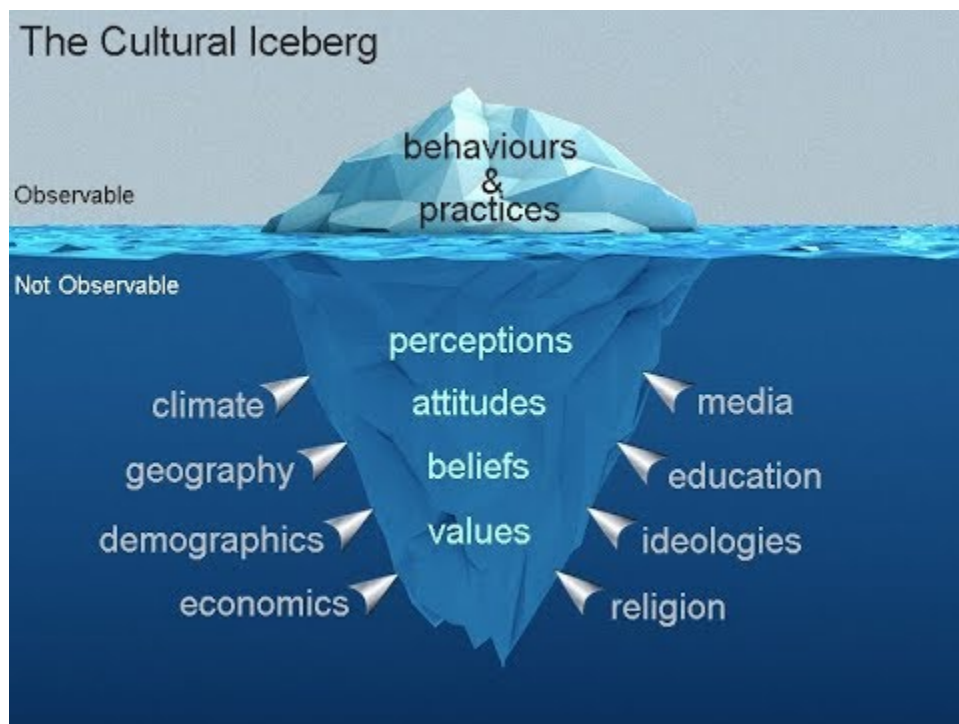 The Cultural Iceberg
behaviours
&
practices
Observable
Not Observable
perceptions
climate
attitudes
media
geography
beliefs
education
demographics
values
ideologies
economics
religion